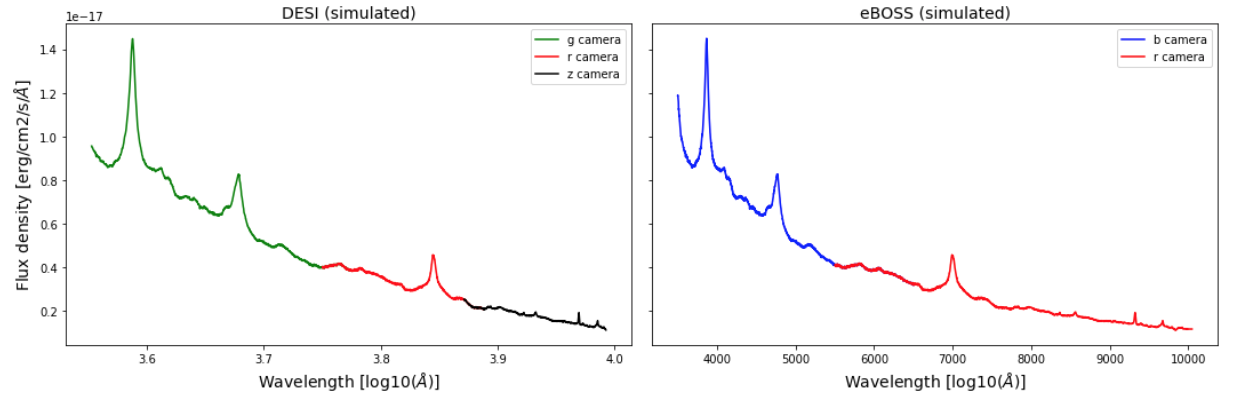 DESI (simulated)
1e−17
Flux density [erg/cm2/s/Å]
1.4
1.2
1.0
0.8
0.6
0.4
0.2
g camera
r camera
z camera
3.6 3.7 3.8 3.9 4.0
Wavelength [log10(Å)]
eBOSS (simulated)
b camera
r camera
4000 5000 6000 7000 8000 9000 10000
Wavelength [log10(Å)]